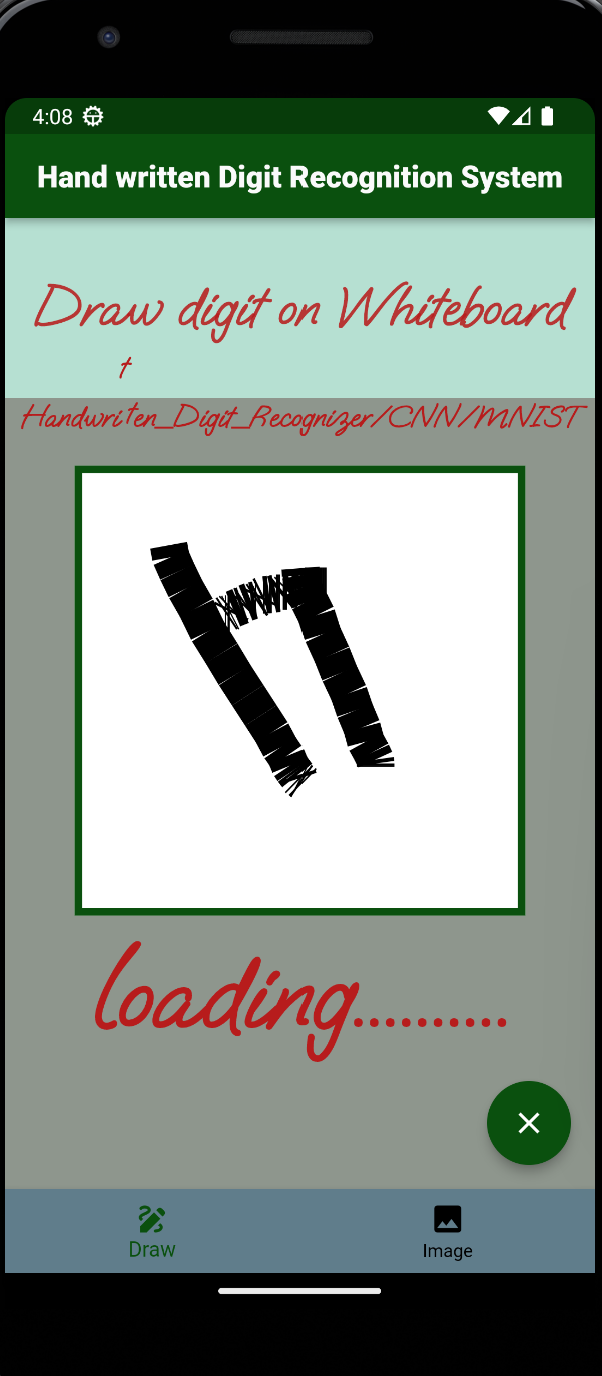 4:08
Hand written Digit Recognition System
Draw digit on Whiteboard
t
Handwriten_Digit_Recognizer/CNN/MNIST
h
loading..........
Draw
Image